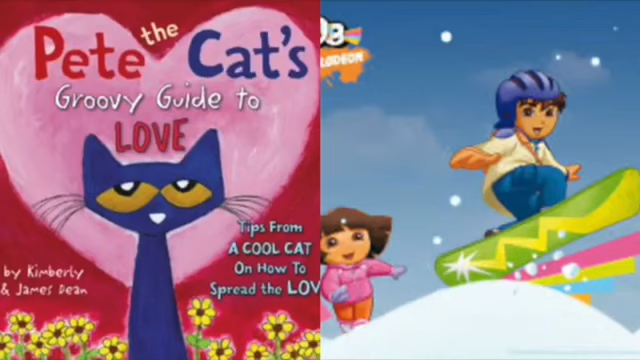 Pete the Cat's
Groovy Guide to
LOVE
Tips From
A COOL CAT
On How To
Spread the LOV
by Kimberly
& James Dean